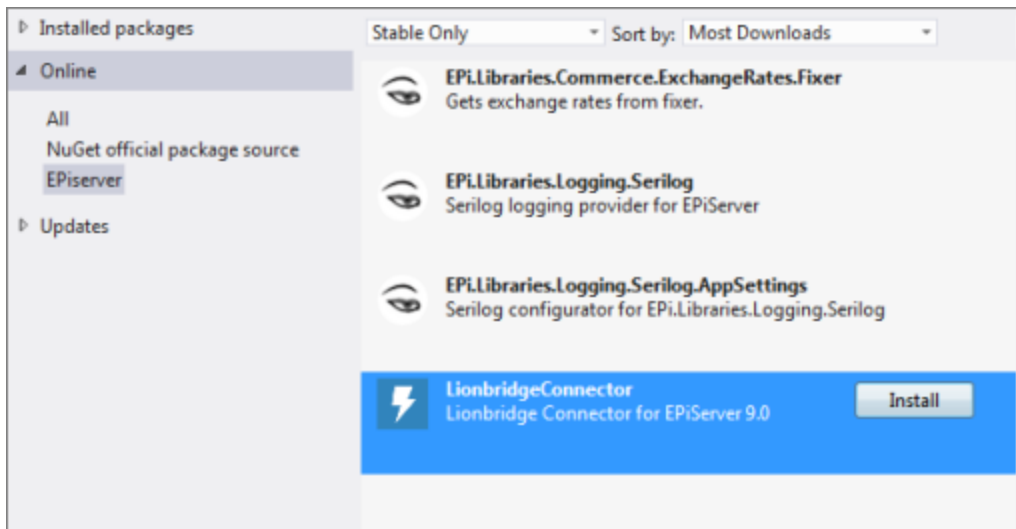 Installed packages
Online
All
NuGet official package source
EPiserver
Updates
Stable Only Sort by: Most Downloads
EPi.Libraries.Commerce.ExchangeRates.Fixer
Gets exchange rates from fixer.
EPi.Libraries.Logging.Serilog
Serilog logging provider for EPiServer
EPi.Libraries.Logging.Serilog.AppSettings
Serilog configurator for EPi.Libraries.Logging.Serilog
LionbridgeConnector
Lionbridge Connector for EPiServer 9.0
Install